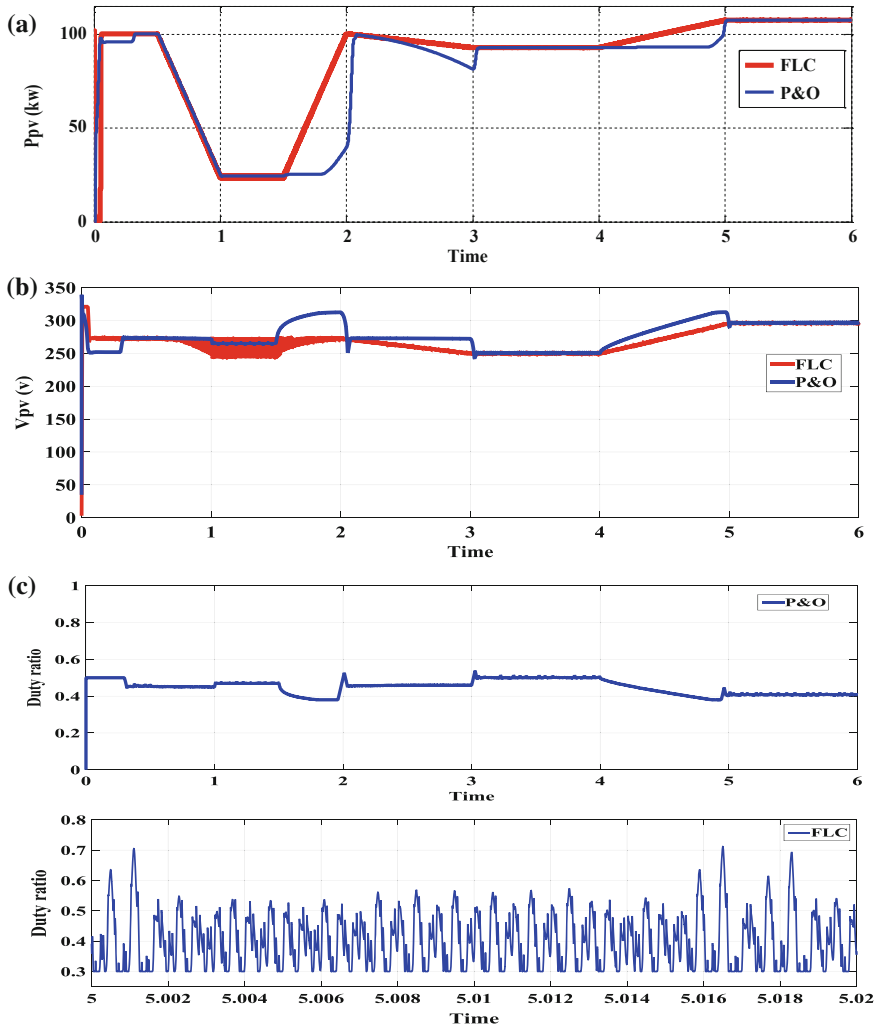 (a)
100
50
0
Ppv (kw)
FLC
P&O
0 1 2 3 4 5 6
Time
(b)
350
300
250
200
150
100
50
0
Vpv (v)
FLC
P&O
0 1 2 3 4 5 6
Time
(c)
1
0.8
0.6
0.4
0.2
0
Duty ratio
P&O
0 1 2 3 4 5 6
Time
0.8
0.7
0.6
0.5
0.4
0.3
Duty ratio
FLC
5 5.002 5.004 5.006 5.008 5.01 5.012 5.014 5.016 5.018 5.02
Time